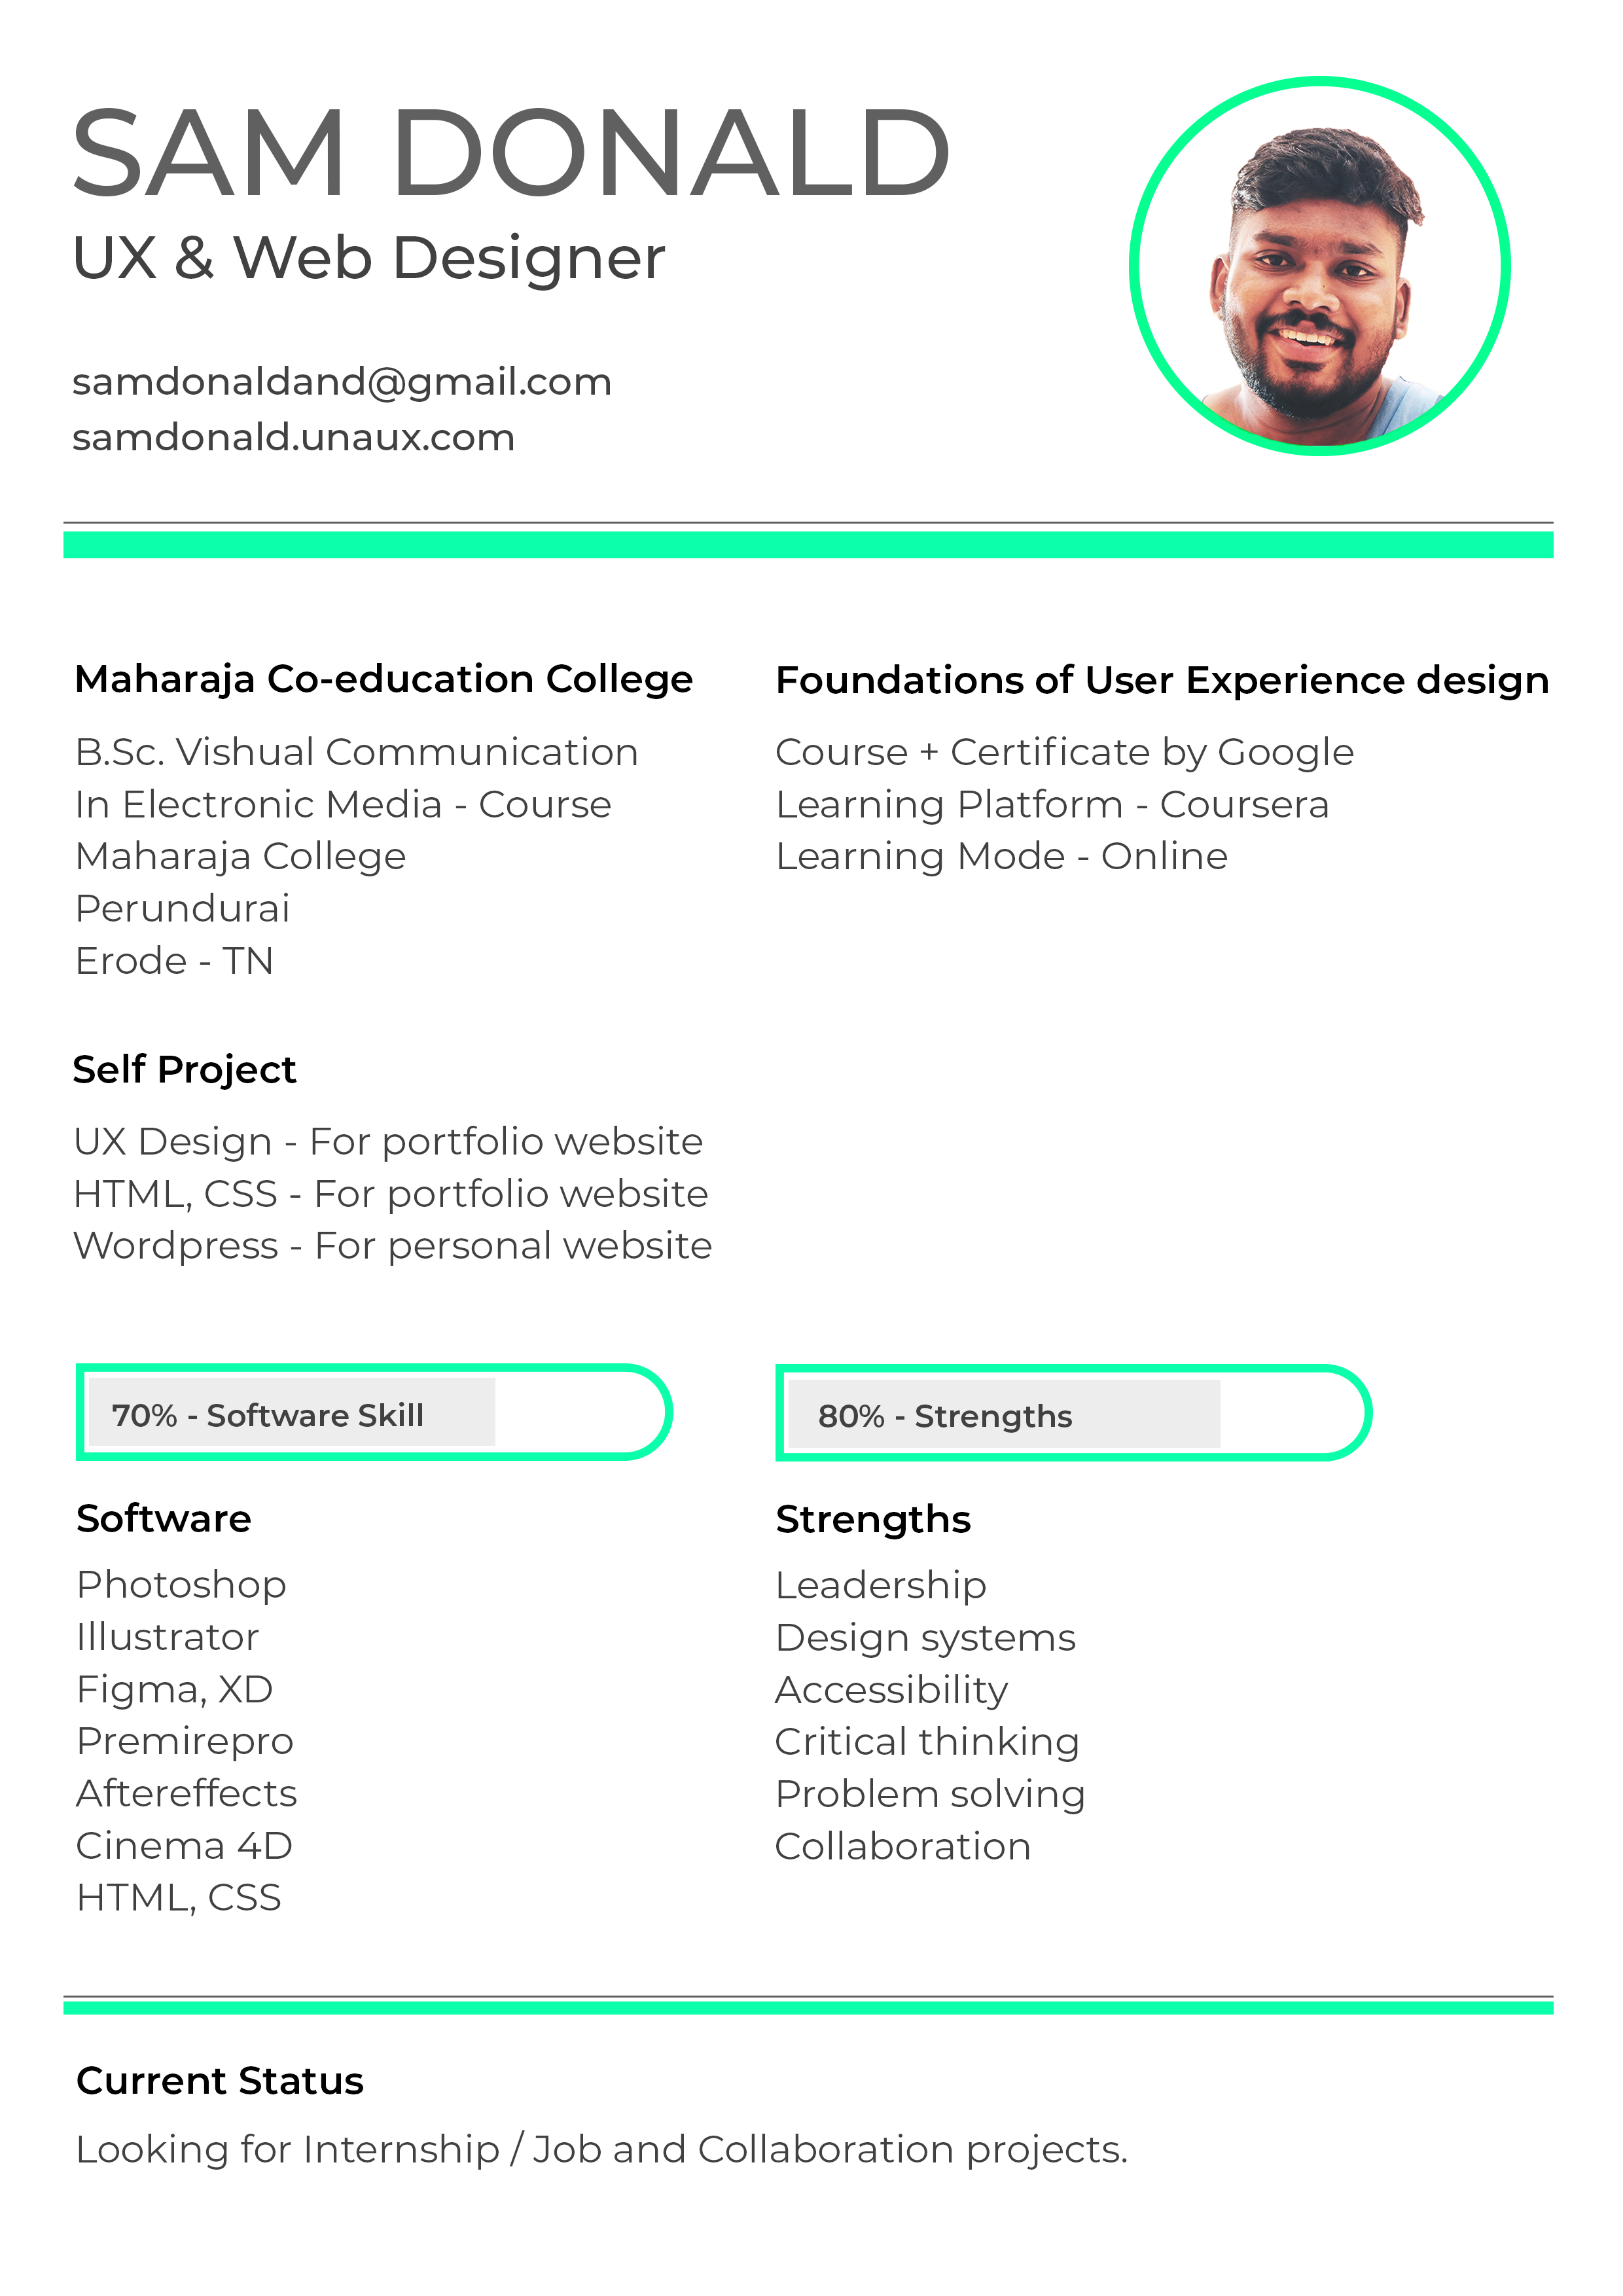 SAM DONALD
UX & Web Designer
samdonaldand@gmail.com
samdonald.unaux.com
Maharaja Co-education College
B.Sc. Vishual Communication
In Electronic Media - Course
Maharaja College
Perundurai
Erode - TN
Foundations of User Experience design
Course + Certificate by Google
Learning Platform - Coursera
Learning Mode - Online
Self Project
UX Design - For portfolio website
HTML, CSS - For portfolio website
Wordpress - For personal website
70% - Software Skill
Software
Photoshop
Illustrator
Figma, XD
Premirepro
Aftereffects
Cinema 4D
HTML, CSS
80% - Strengths
Strengths
Leadership
Design systems
Accessibility
Critical thinking
Problem solving
Collaboration
Current Status
Looking for Internship / Job and Collaboration projects.